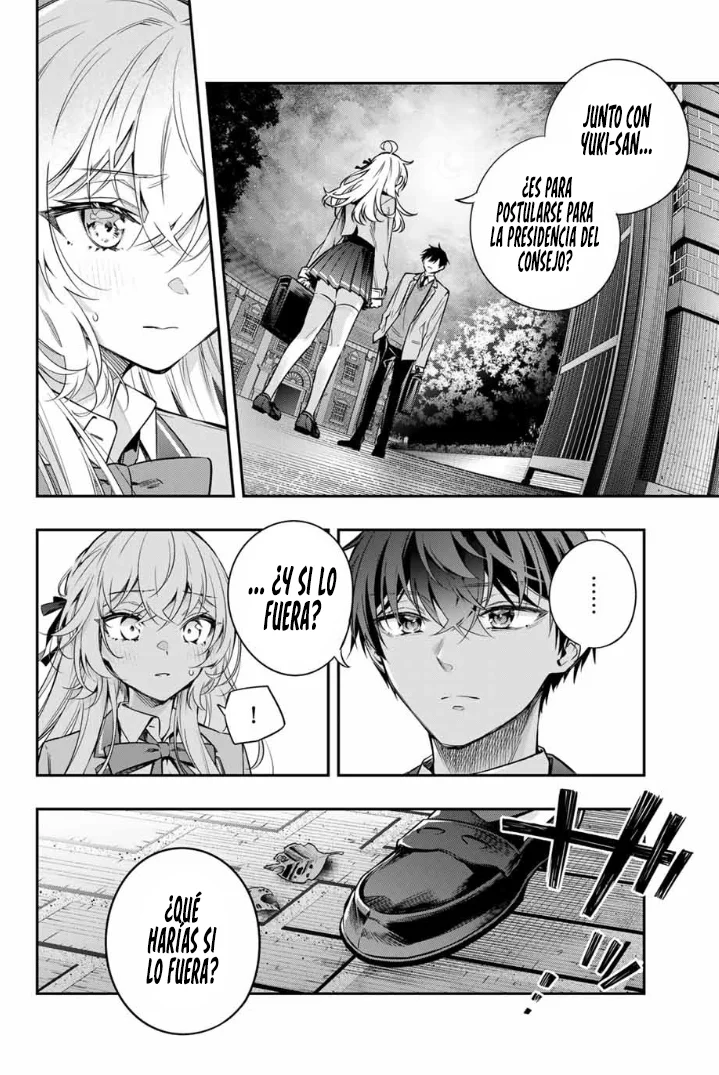 JUNTO CON
YUKI-SAN...
¿ES PARA
POSTULARSE PARA
LA PRESIDENCIA DEL
CONSEJO?
......
... ¿Y SI LO
FUERA?
!
¿QUÉ
HARÍAS SI
LO FUERA?